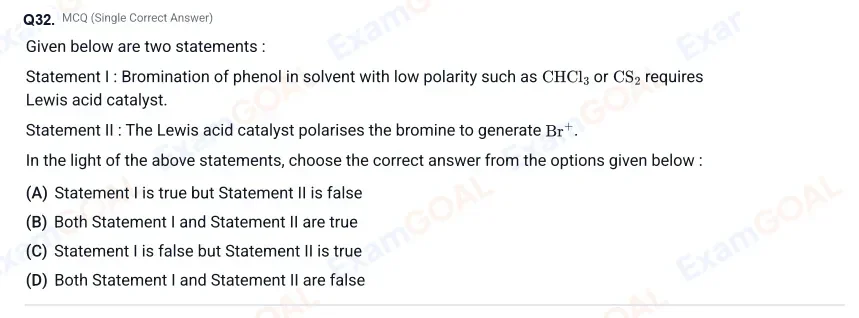 Q32. MCQ (Single Correct Answer)
Given below are two statements :
Statement I : Bromination of phenol in solvent with low polarity such as CHCl₃ or CS₂ requires
Lewis acid catalyst.
Statement II : The Lewis acid catalyst polarises the bromine to generate Br⁺.
In the light of the above statements, choose the correct answer from the options given below :
(A) Statement I is true but Statement II is false
(B) Both Statement I and Statement II are true
(C) Statement I is false but Statement II is true
(D) Both Statement I and Statement II are false